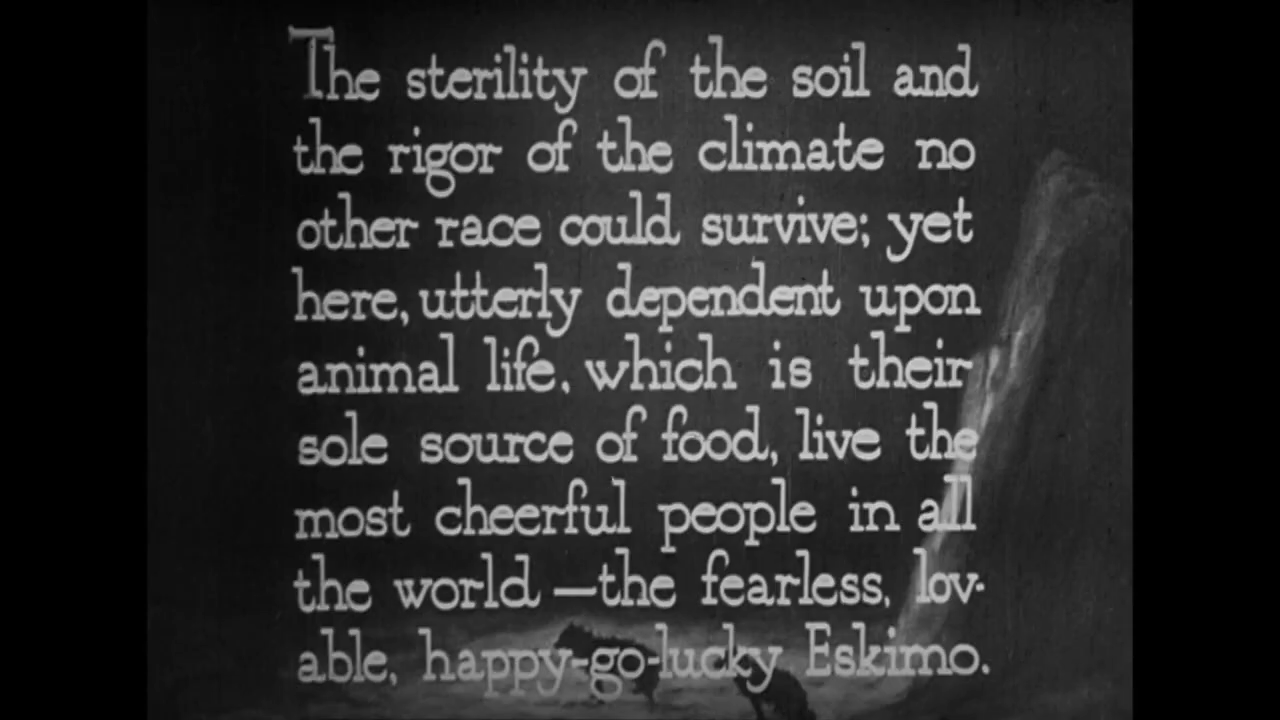 The sterility of the soil and
the rigor of the climate no
other race could survive; yet
here, utterly dependent upon
animal life, which is their
sole source of food, live the
most cheerful people in all
the world—the fearless, lov-
able, happy-go-lucky Eskimo.